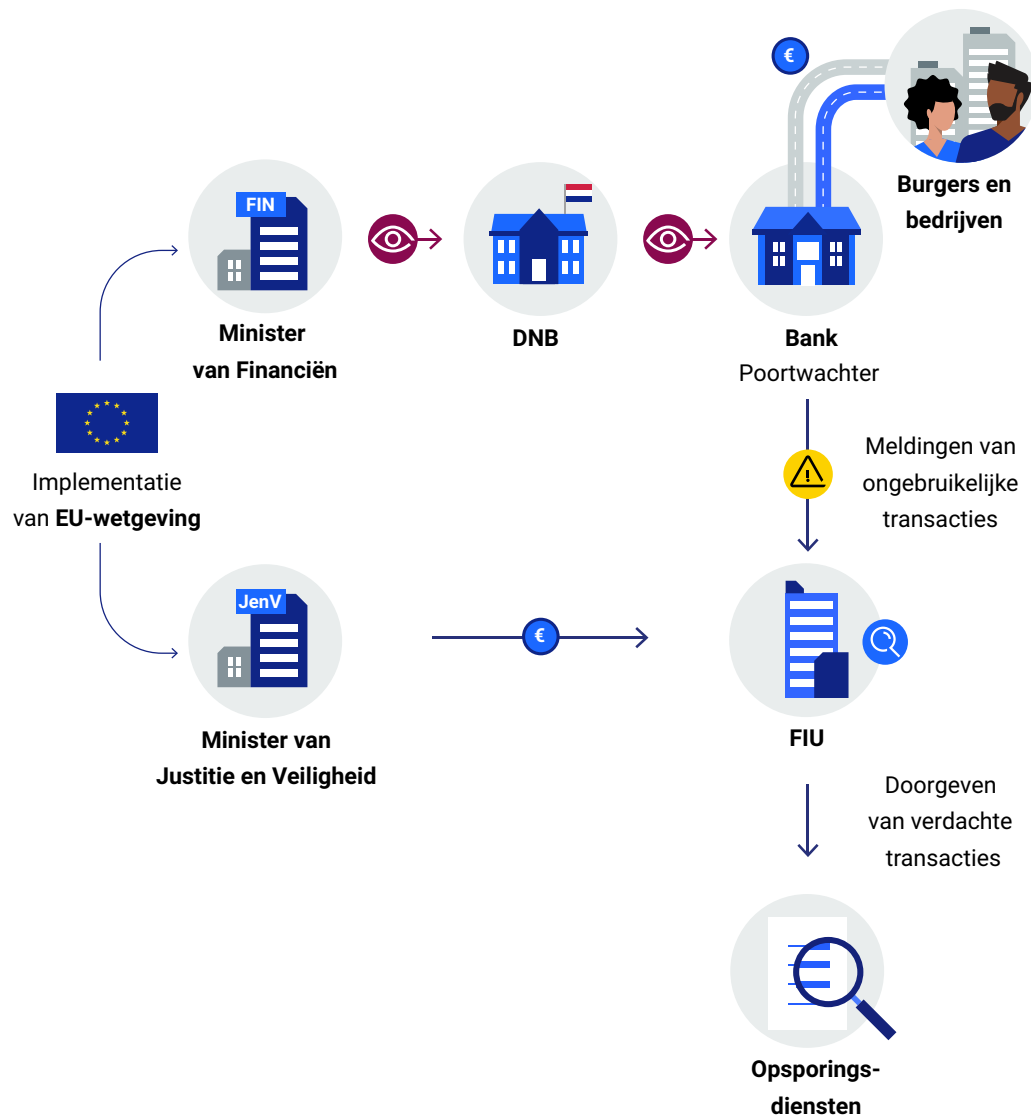 €
Burgers en
bedrijven
FIN
Minister
van Financiën
DNB
Bank
Poortwachter
Implementatie
van EU-wetgeving
Meldingen van
ongebruikelijke
transacties
JenV
€
Minister van
Justitie en Veiligheid
FIU
Doorgeven
van verdachte
transacties
Opsporings-
diensten